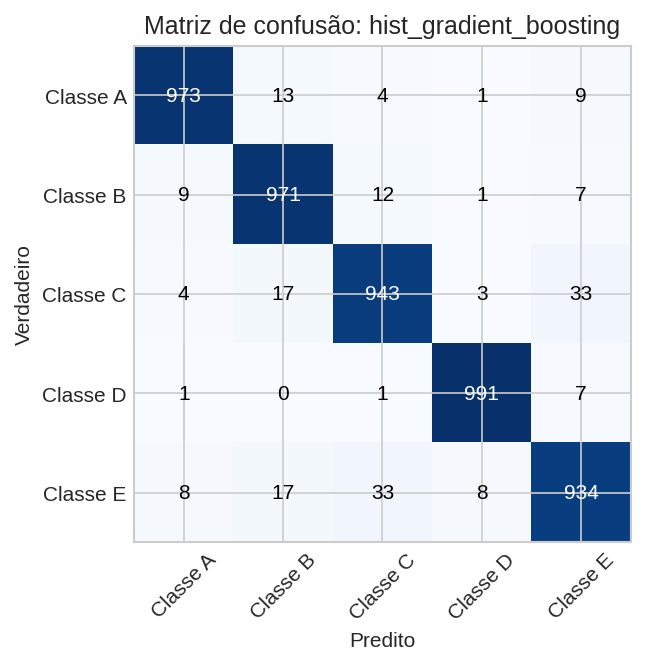 Matriz de confusão: hist_gradient_boosting
Verdadeiro
Classe A 973 13 4 1 9
Classe B 9 971 12 1 7
Classe C 4 17 943 3 33
Classe D 1 0 1 991 7
Classe E 8 17 33 8 934
Classe A Classe B Classe C Classe D Classe E
Predito